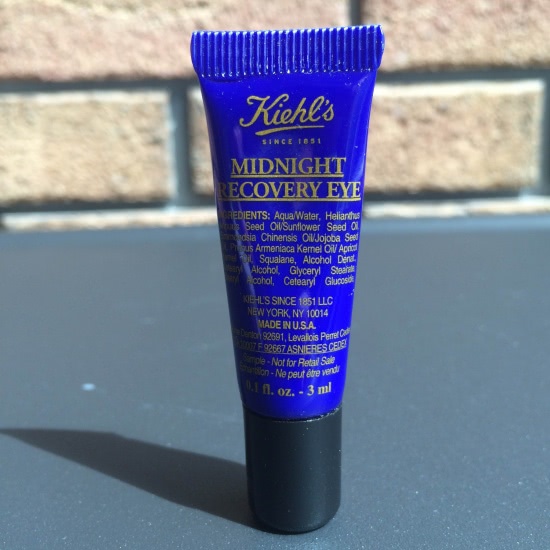 Kiehl's
SINCE 1851
MIDNIGHT
RECOVERY EYE
Aqua/Water, Helianthus
Seed Oil/Sunflower Seed Oil,
Chinensis Oil/Jojoba Seed
Armeniaca Kernel Oil/ Apricot
Oil, Squalane, Alcohol Denat.,
Alcohol, Glyceryl Stearate,
Alcohol, Cetearyl Glucoside,
KIEHL'S SINCE 1851 LLC
NEW YORK, NY 10014
MADE IN U.S.A.
92691, Levallois Perret Cedex
F 92667 ASNIERES CEDEX
Sample - Not for Retail Sale
- Ne peut être vendu
0.1 fl. oz. - 3 ml